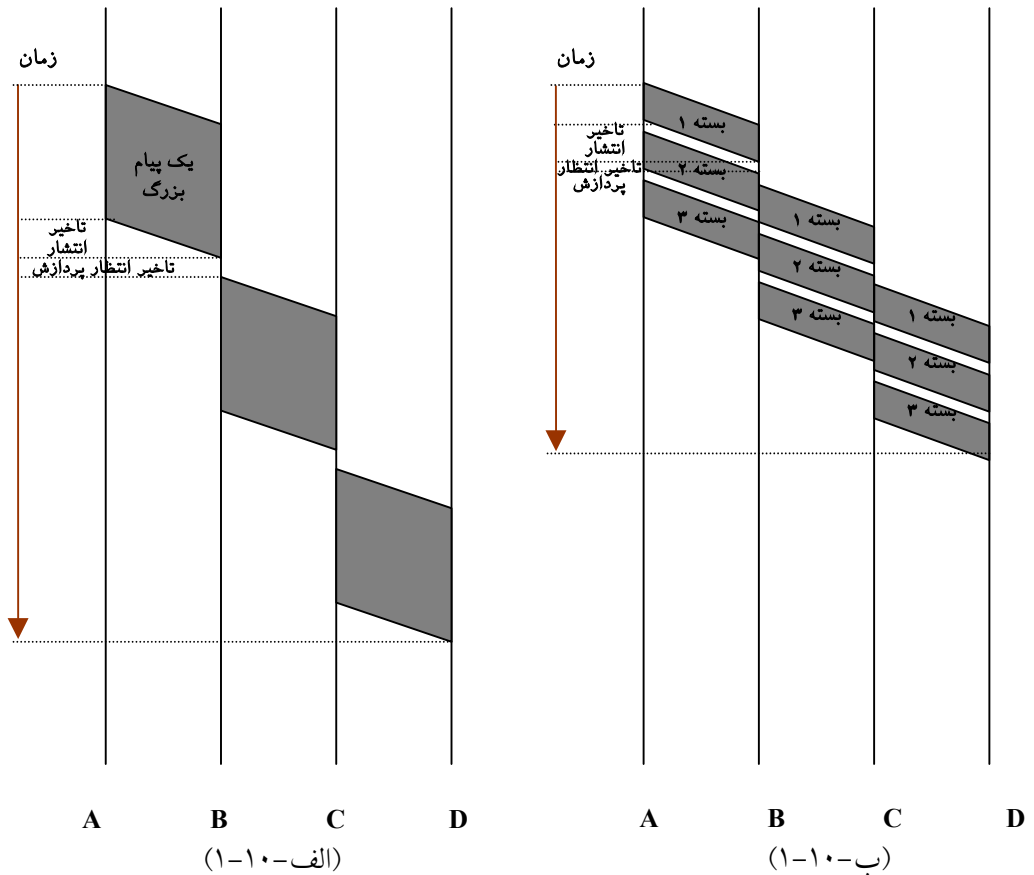 زمان
یک پیام
بزرگ
تاخیر
انتشار
تاخیر انتظار پردازش
A B C D
(الف-۱۰-۱)
زمان
بسته ۱
تاخیر
انتشار
تاخیر انتظار
پردازش
بسته ۲
بسته ۳
بسته ۱
بسته ۲
بسته ۳
بسته ۱
بسته ۲
بسته ۳
A B C D
(ب-۱۰-۱)